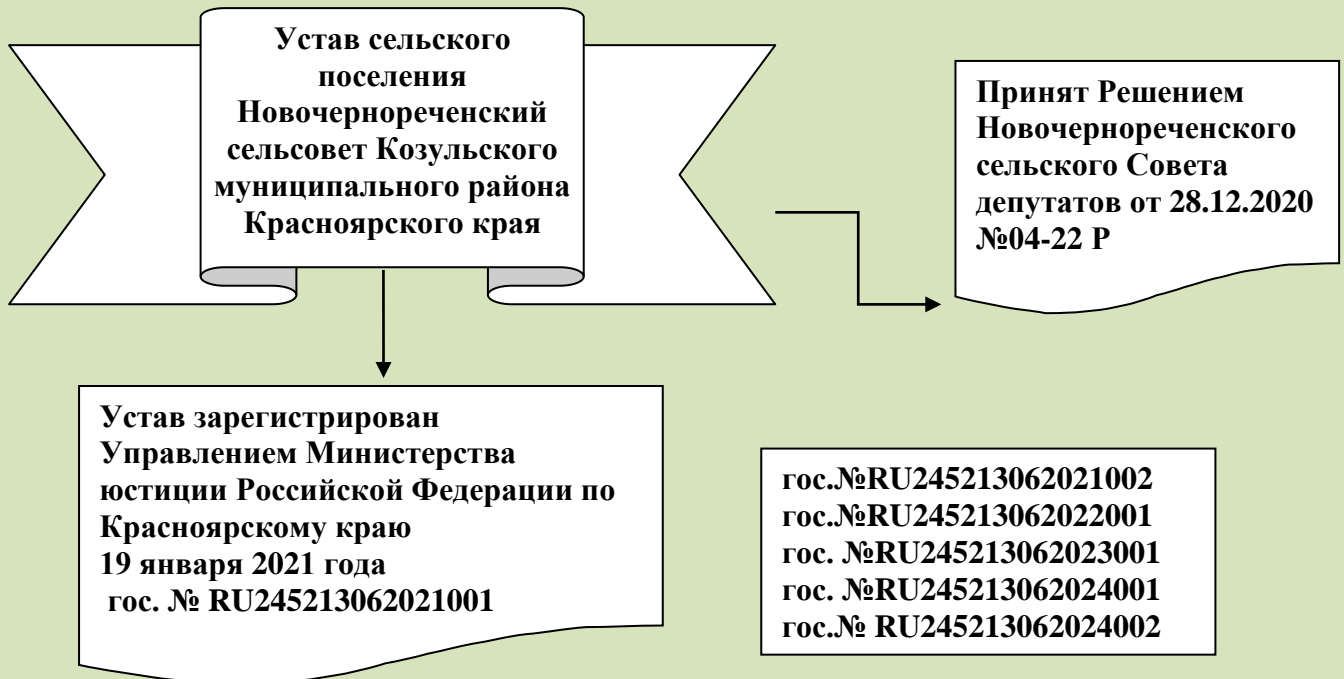 Устав сельского
поселения
Новочернореченский
сельсовет Козульского
муниципального района
Красноярского края
Принят Решением
Новочернореченского
сельского Совета
депутатов от 28.12.2020
№04-22 Р
Устав зарегистрирован
Управлением Министерства
юстиции Российской Федерации по
Красноярскому краю
19 января 2021 года
гос. № RU245213062021001
гос.№RU245213062021002
гос.№RU245213062022001
гос. №RU245213062023001
гос. №RU245213062024001
гос.№ RU245213062024002